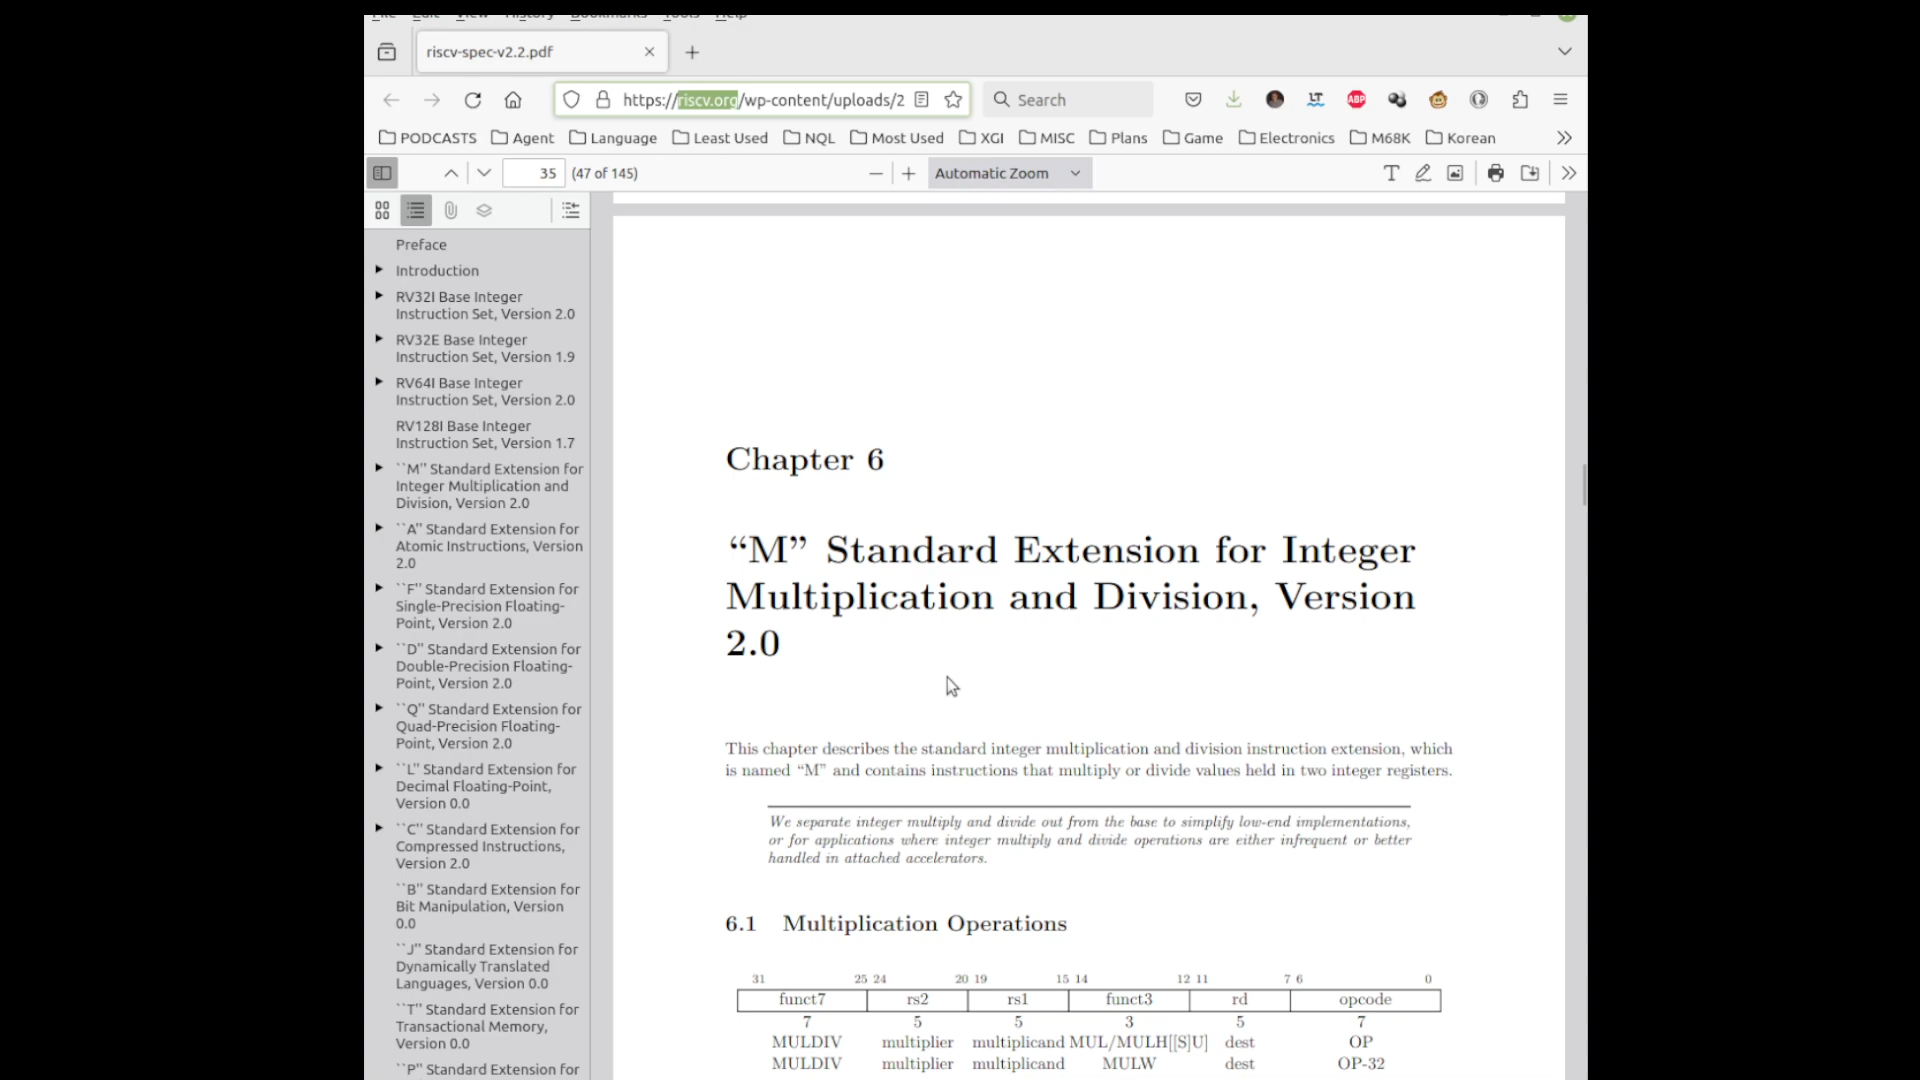 File Edit View History Bookmarks Tools Help
riscv-spec-v2.2.pdf
https://riscv.org/wp-content/uploads/2
Search
PODCASTS Agent Language Least Used NQL Most Used XGI MISC Plans Game Electronics M68K Korean
35 (47 of 145) Automatic Zoom
Preface
Introduction
RV32I Base Integer
Instruction Set, Version 2.0
RV32E Base Integer
Instruction Set, Version 1.9
RV64I Base Integer
Instruction Set, Version 2.0
RV128I Base Integer
Instruction Set, Version 1.7
``M'' Standard Extension for
Integer Multiplication and
Division, Version 2.0
``A'' Standard Extension for
Atomic Instructions, Version
2.0
``F'' Standard Extension for
Single-Precision Floating-
Point, Version 2.0
``D'' Standard Extension for
Double-Precision Floating-
Point, Version 2.0
``Q'' Standard Extension for
Quad-Precision Floating-
Point, Version 2.0
``L'' Standard Extension for
Decimal Floating-Point,
Version 0.0
``C'' Standard Extension for
Compressed Instructions,
Version 2.0
``B'' Standard Extension for
Bit Manipulation, Version
0.0
``J'' Standard Extension for
Dynamically Translated
Languages, Version 0.0
``T'' Standard Extension for
Transactional Memory,
Version 0.0
``P'' Standard Extension for
Chapter 6
“M” Standard Extension for Integer
Multiplication and Division, Version
2.0
This chapter describes the standard integer multiplication and division instruction extension, which
is named “M” and contains instructions that multiply or divide values held in two integer registers.
We separate integer multiply and divide out from the base to simplify low-end implementations,
or for applications where integer multiply and divide operations are either infrequent or better
handled in attached accelerators.
6.1 Multiplication Operations
31 25 24 20 19 15 14 12 11 7 6 0
funct7 rs2 rs1 funct3 rd opcode
7 5 5 3 5 7
MULDIV multiplier multiplicand MUL/MULH[[S]U] dest OP
MULDIV multiplier multiplicand MULW dest OP-32